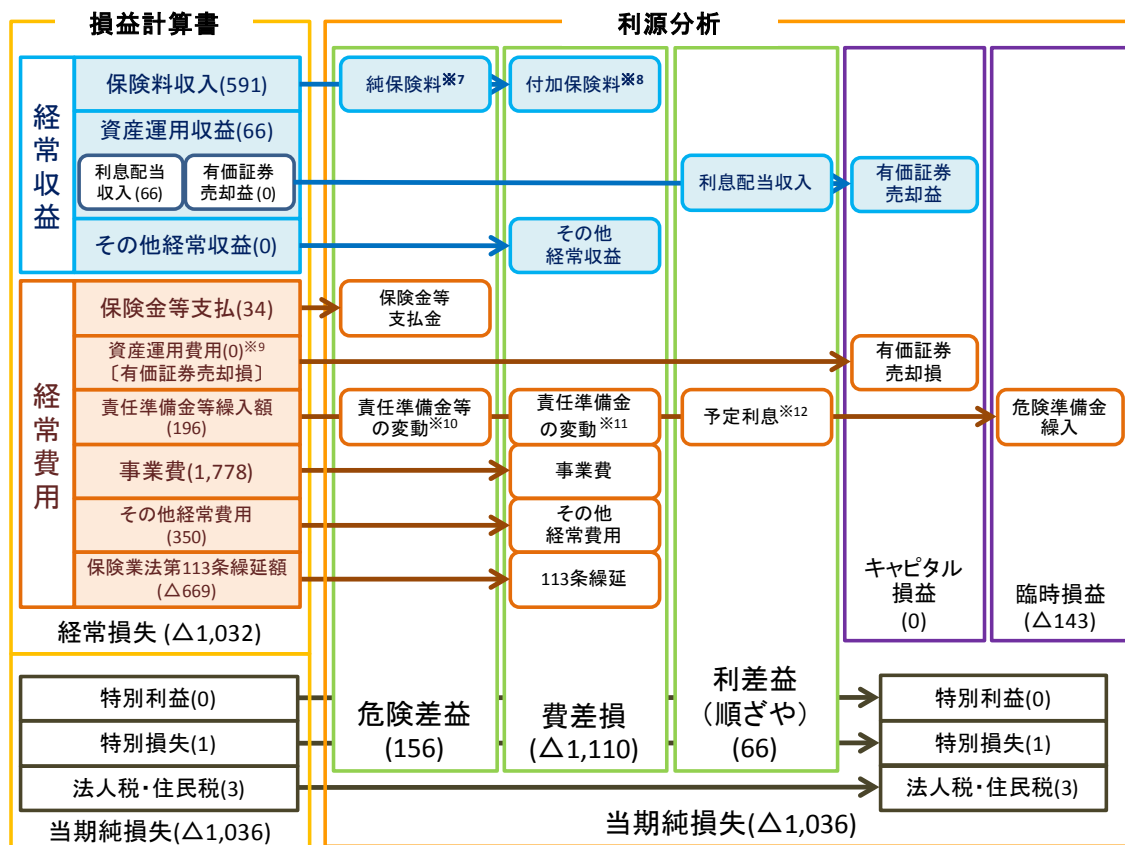 損益計算書
利源分析
経常収益
保険料収入(591)
純保険料※7
付加保険料※8
資産運用収益(66)
利息配当
収入(66)
有価証券
売却益(0)
利息配当収入
有価証券
売却益
その他経常収益(0)
その他
経常収益
経常費用
保険金等支払(34)
保険金等
支払金
資産運用費用(0)※9
〔有価証券売却損〕
有価証券
売却損
責任準備金等繰入額
(196)
責任準備金等
の変動※10
責任準備金
の変動※11
予定利息※12
危険準備金
繰入
事業費(1,778)
事業費
その他経常費用
(350)
その他
経常費用
保険業法第113条繰延額
(△669)
113条繰延
経常損失 (△1,032)
キャピタル
損益
(0)
臨時損益
(△143)
危険差益
(156)
費差損
(△1,110)
利差益
（順ざや）
(66)
特別利益(0)
特別利益(0)
特別損失(1)
特別損失(1)
法人税・住民税(3)
法人税・住民税(3)
当期純損失(△1,036)
当期純損失(△1,036)